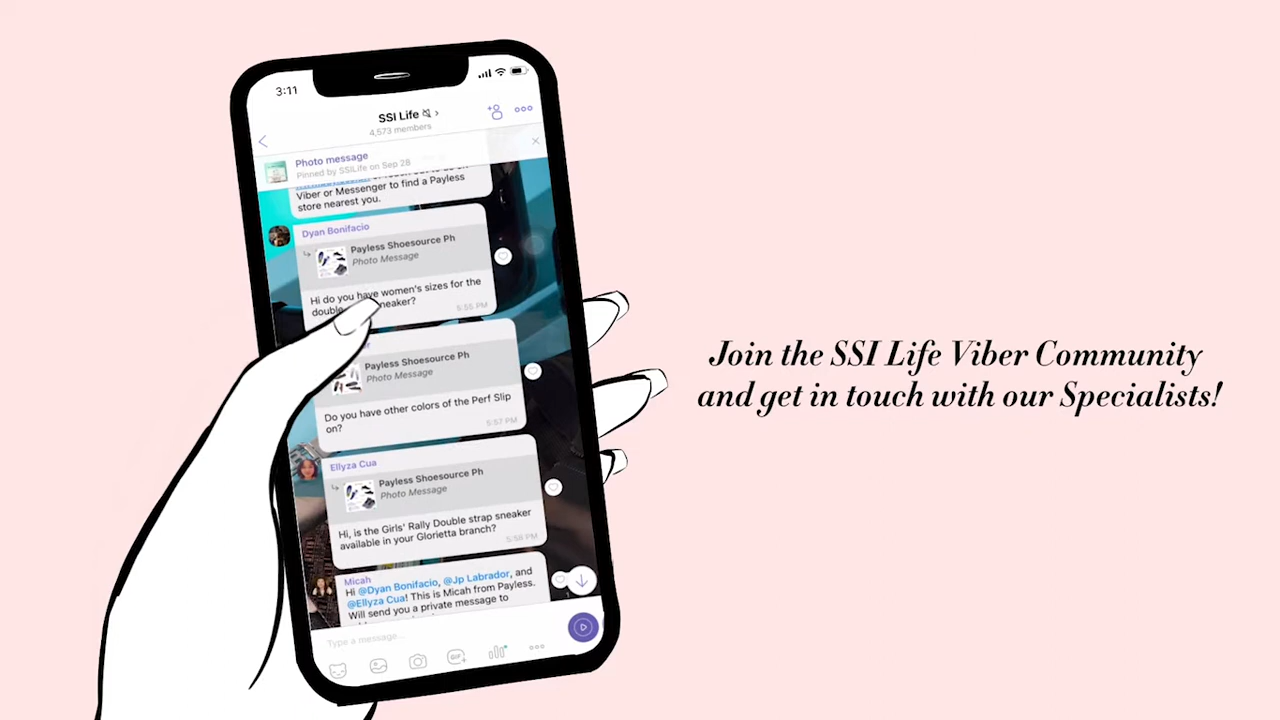 3:11
SSI Life
4,573 members
Photo message
Pinned by SSILife on Sep 28
Viber or Messenger to find a Payless
store nearest you.
Dyan Bonifacio
Payless Shoesource Ph
Photo Message
Hi do you have women's sizes for the
5:55 PM
Payless Shoesource Ph
Photo Message
Do you have other colors of the Perf Slip
on?
5:57 PM
Ellyza Cua
Payless Shoesource Ph
Photo Message
Hi, is the Girls' Rally Double strap sneaker
available in your Glorietta branch?
5:58 PM
Micah
Hi @Dyan Bonifacio, @Jp Labrador, and
@Ellyza Cua! This is Micah from Payless.
Will send you a private message to
1
Type a message...
GIF
Join the SSI Life Viber Community
and get in touch with our Specialists!